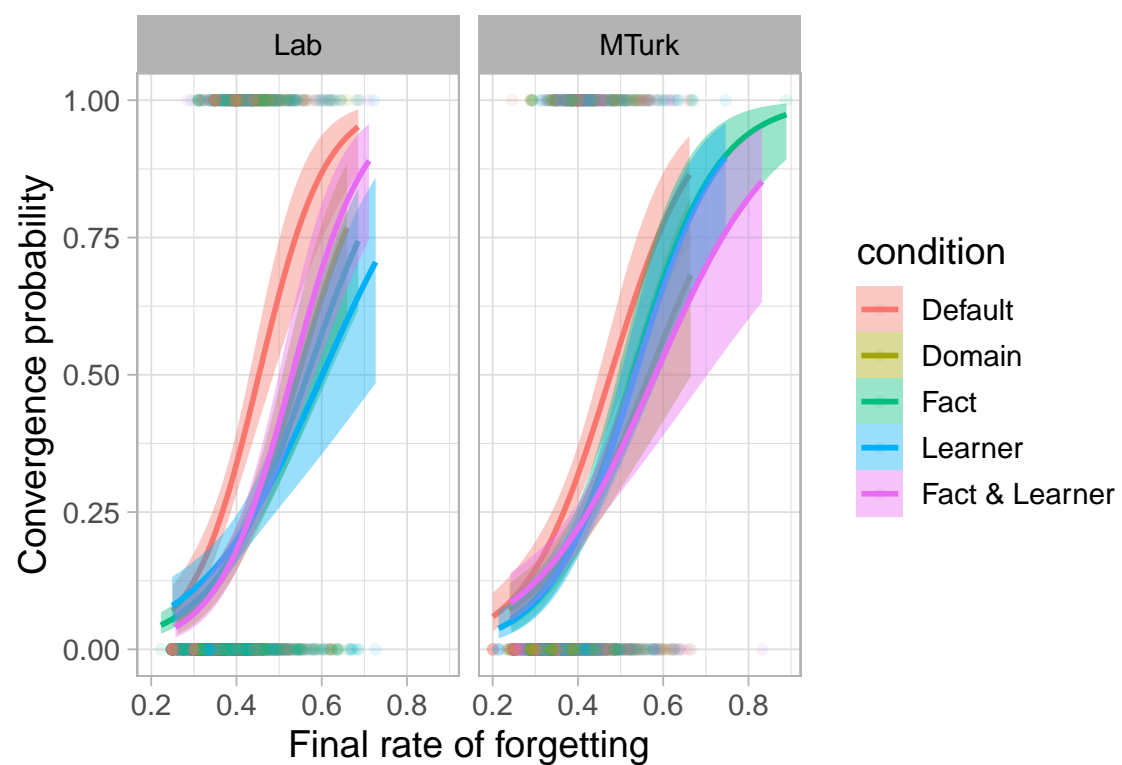 Lab
MTurk
Convergence probability
1.00
0.75
0.50
0.25
0.00
0.2 0.4 0.6 0.8
0.2 0.4 0.6 0.8
Final rate of forgetting
condition
Default
Domain
Fact
Learner
Fact & Learner